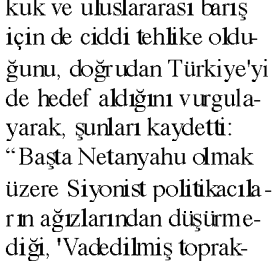 kuk ve uluslararası barış
için de ciddi tehlike oldu-
ğunu, doğrudan Türkiye'yi
de hedef aldığını vurgula-
yarak, şunları kaydetti:
“Başta Netanyahu olmak
üzere Siyonist politikacıla-
rın ağızlarından düşürme-
diği, 'Vadedilmiş toprak-